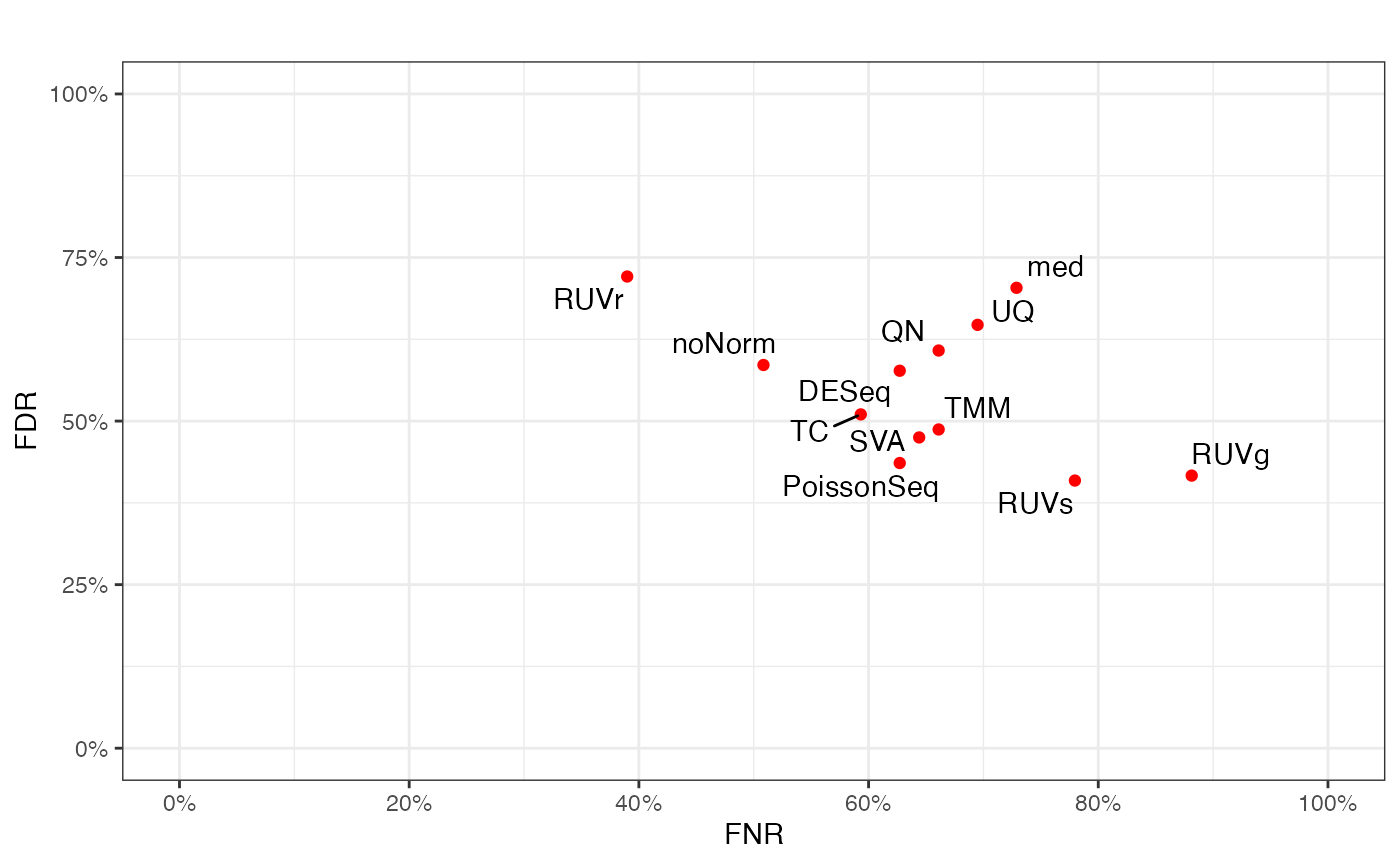 100%
75%
50%
25%
0%
FDR
med
RUVr
UQ
QN
noNorm
DESeq
TMM
TC
SVA
RUVg
PoissonSeq
RUVs
0%
20%
40%
60%
80%
100%
FNR